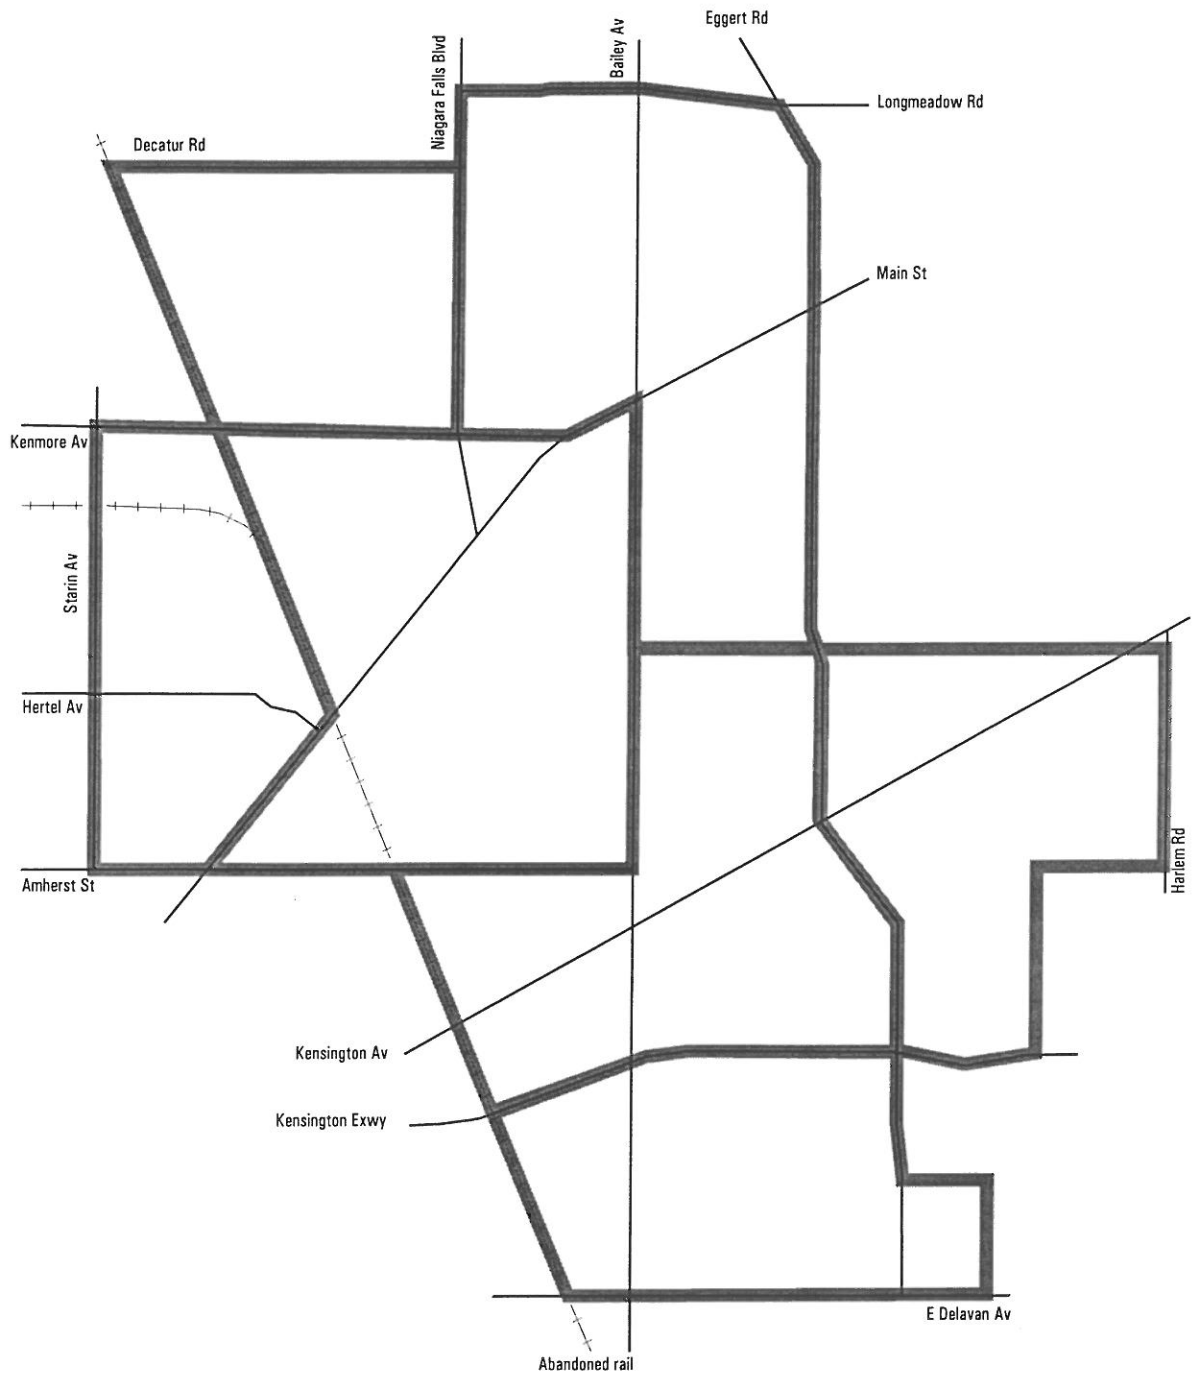 Eggert Rd
Bailey Av
Niagara Falls Blvd
Longmeadow Rd
Decatur Rd
Main St
Kenmore Av
Starin Av
Hertel Av
Harlem Rd
Amherst St
Kensington Av
Kensington Exwy
E Delavan Av
Abandoned rail